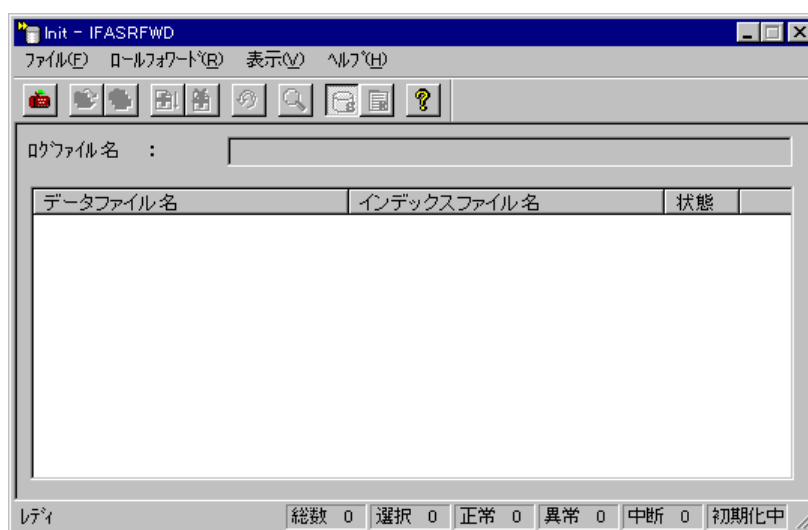 Init - IFASRFWD
ﾌｧｲﾙ(F) ﾛｰﾙﾌｫﾜｰﾄﾞ(R) 表示(V) ﾍﾙﾌﾟ(H)
ﾛｸﾞﾌｧｲﾙ名 :
データファイル名 インデックスファイル名 状態
ﾚﾃﾞｨ 総数 0 選択 0 正常 0 異常 0 中断 0 初期化中